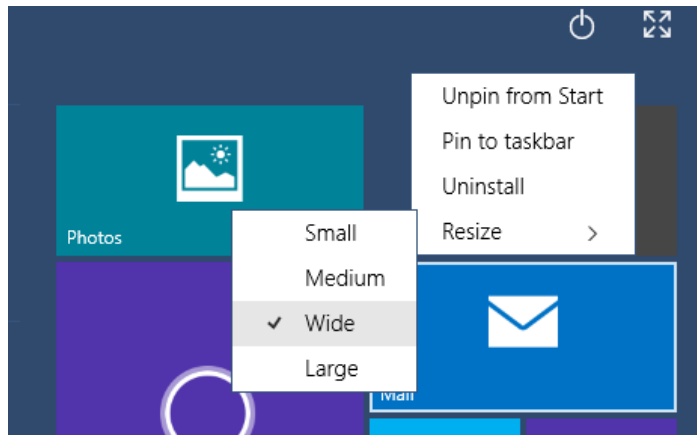 Unpin from Start
Pin to taskbar
Uninstall
Resize
Photos
Small
Medium
Wide
Large
Mail